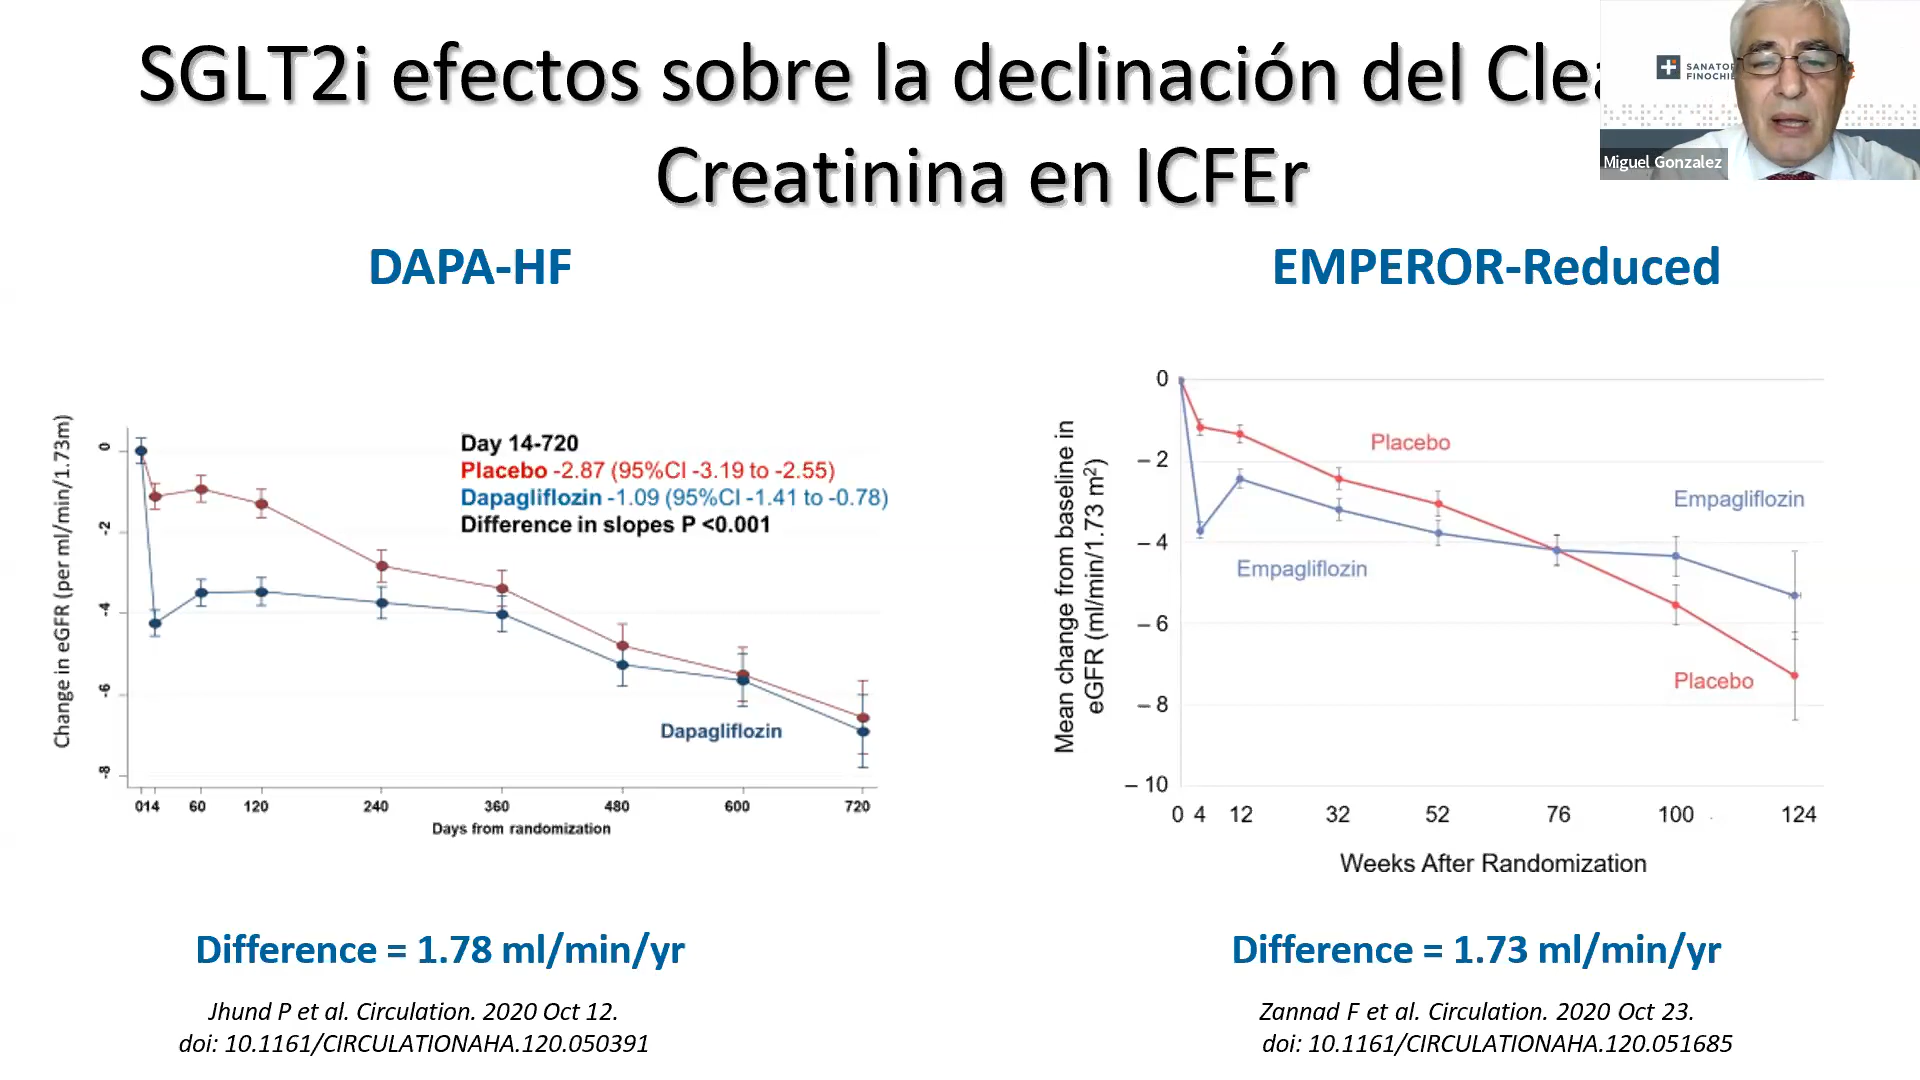 SGLT2i efectos sobre la declinación del
Creatinina en ICFEr
Miguel Gonzalez
DAPA-HF
EMPEROR-Reduced
Change in eGFR (per ml/min/1.73m)
0
-2
-4
-6
-8
Day 14-720
Placebo -2.87 (95%CI -3.19 to -2.55)
Dapagliflozin -1.09 (95%CI -1.41 to -0.78)
Difference in slopes P <0.001
Dapagliflozin
014 60 120 240 360 480 600 720
Days from randomization
Mean change from baseline in
eGFR (ml/min/1.73 m²)
0
– 2
– 4
– 6
– 8
– 10
Placebo
Empagliflozin
Empagliflozin
Placebo
0 4 12 32 52 76 100 124
Weeks After Randomization
Difference = 1.78 ml/min/yr
Difference = 1.73 ml/min/yr
Jhund P et al. Circulation. 2020 Oct 12.
doi: 10.1161/CIRCULATIONAHA.120.050391
Zannad F et al. Circulation. 2020 Oct 23.
doi: 10.1161/CIRCULATIONAHA.120.051685